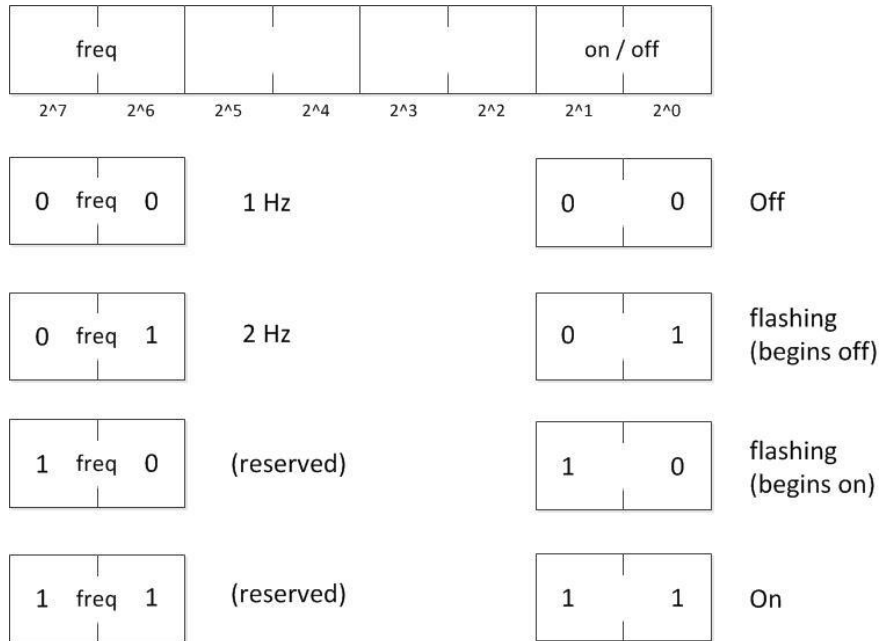 freq on / off
2^7 2^6 2^5 2^4 2^3 2^2 2^1 2^0
0 freq 0 1 Hz 0 0 Off
0 freq 1 2 Hz 0 1 flashing
(begins off)
1 freq 0 (reserved) 1 0 flashing
(begins on)
1 freq 1 (reserved) 1 1 On